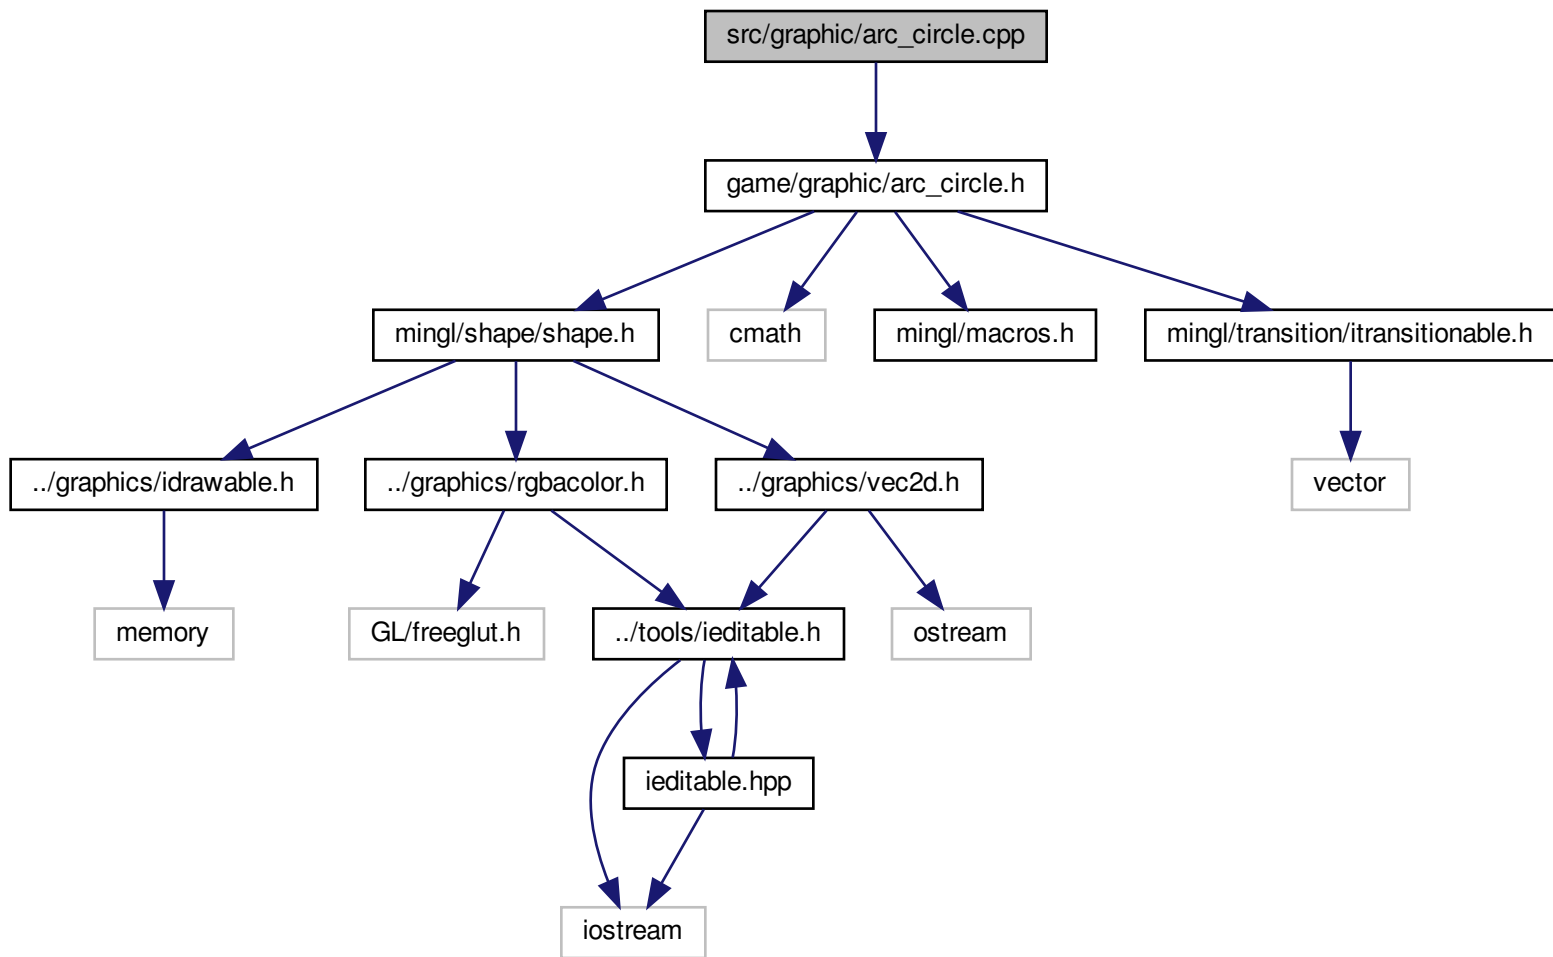 src/graphic/arc_circle.cpp
game/graphic/arc_circle.h
mingl/shape/shape.h
cmath
mingl/macros.h
mingl/transition/itransitionable.h
../graphics/idrawable.h
../graphics/rgbacolor.h
../graphics/vec2d.h
vector
memory
GL/freeglut.h
../tools/ieditable.h
ostream
ieditable.hpp
iostream